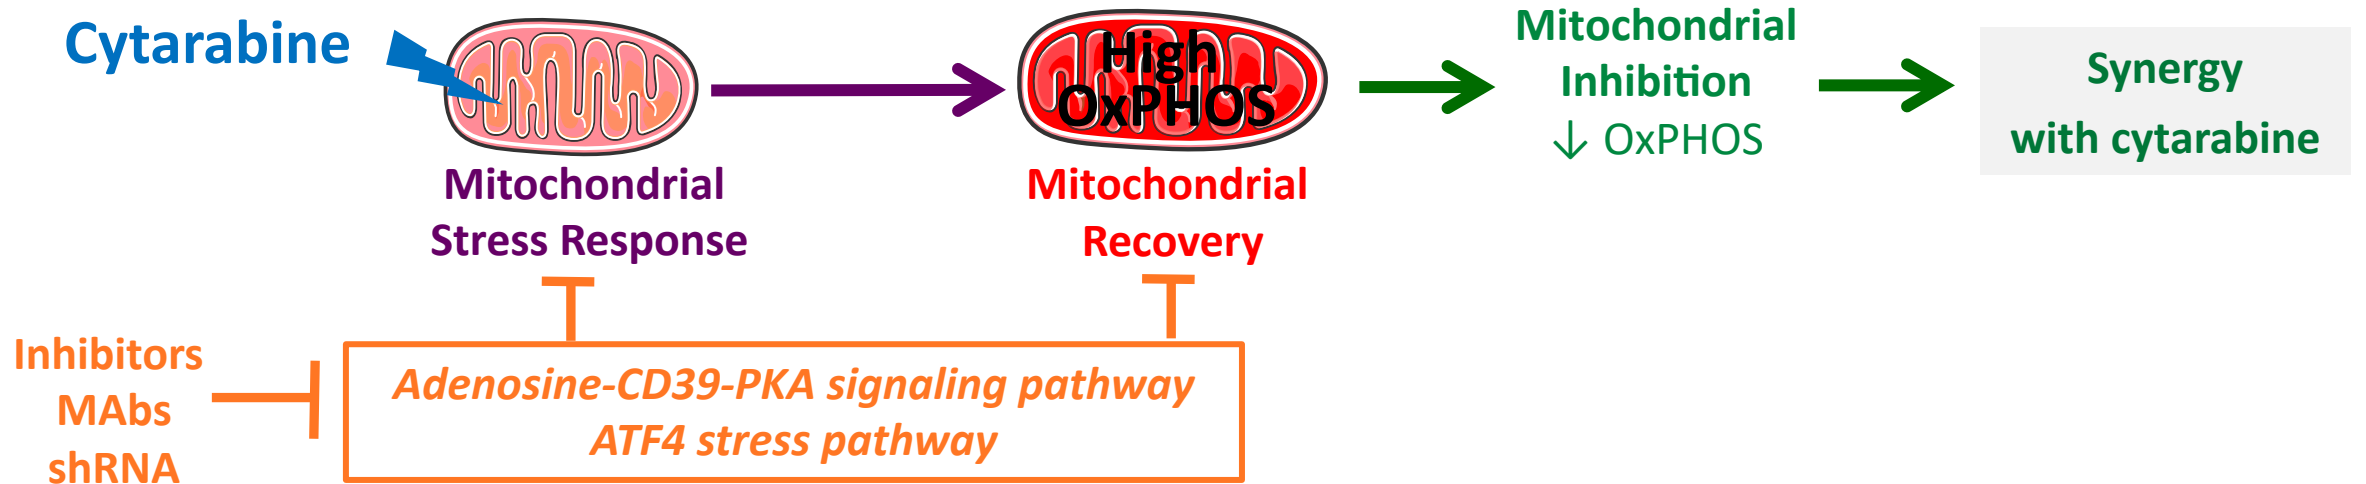 Cytarabine
Mitochondrial
Stress Response
High
OxPHOS
Mitochondrial
Recovery
Mitochondrial
Inhibition
↓ OxPHOS
Synergy
with cytarabine
Inhibitors
MAbs
shRNA
Adenosine-CD39-PKA signaling pathway
ATF4 stress pathway